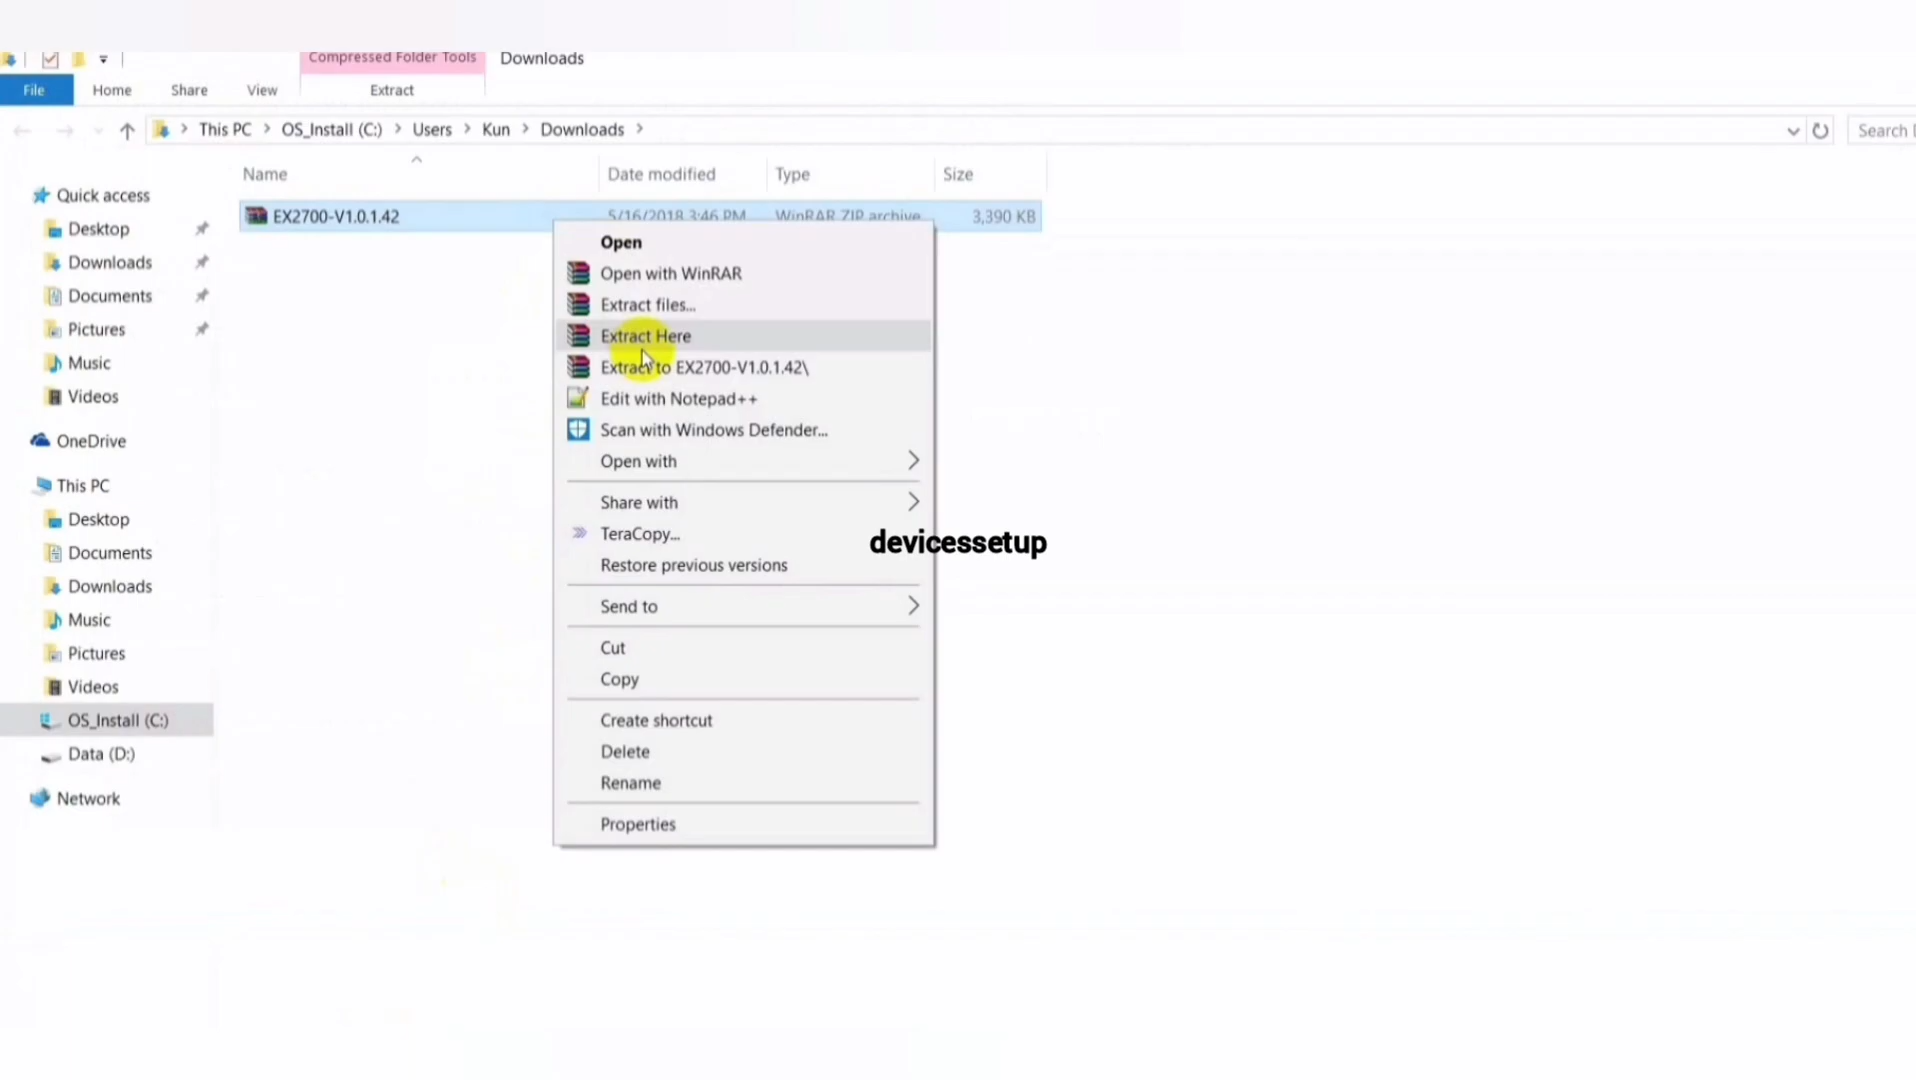 Compressed Folder Tools
Downloads
File
Home
Share
View
Extract
This PC > OS_Install (C:) > Users > Kun > Downloads >
Search
Name
Date modified
Type
Size
Quick access
Desktop
Downloads
Documents
Pictures
Music
Videos
OneDrive
This PC
Desktop
Documents
Downloads
Music
Pictures
Videos
OS_Install (C:)
Data (D:)
Network
EX2700-V1.0.1.42
5/16/2018 3:46 PM
WinRAR ZIP archive
3,390 KB
Open
Open with WinRAR
Extract files...
Extract Here
Extract to EX2700-V1.0.1.42\
Edit with Notepad++
Scan with Windows Defender...
Open with
Share with
TeraCopy...
Restore previous versions
Send to
Cut
Copy
Create shortcut
Delete
Rename
Properties
devicessetup